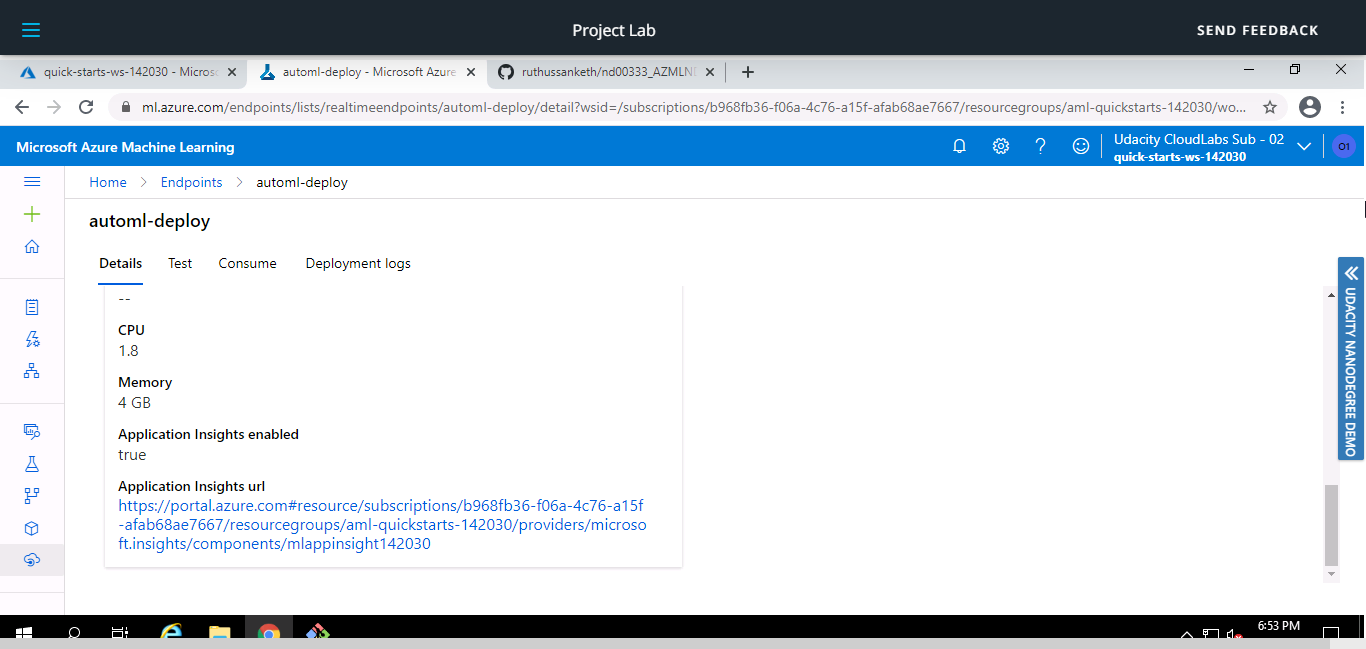 Project Lab
SEND FEEDBACK
quick-starts-ws-142030 - Micros
automl-deploy - Microsoft Azure
ruthussanketh/nd00333_AZMLN
ml.azure.com/endpoints/lists/realtimeendpoints/automl-deploy/detail?wsid=/subscriptions/b968fb36-f06a-4c76-a15f-afab68ae7667/resourcegroups/aml-quickstarts-142030/wo...
Microsoft Azure Machine Learning
Udacity CloudLabs Sub - 02
quick-starts-ws-142030
O1
Home
Endpoints
automl-deploy
automl-deploy
Details
Test
Consume
Deployment logs
--
CPU
1.8
Memory
4 GB
Application Insights enabled
true
Application Insights url
https://portal.azure.com#resource/subscriptions/b968fb36-f06a-4c76-a15f
-afab68ae7667/resourcegroups/aml-quickstarts-142030/providers/microso
ft.insights/components/mlappinsight142030
UDACITY NANODEGREE DEMO
6:53 PM